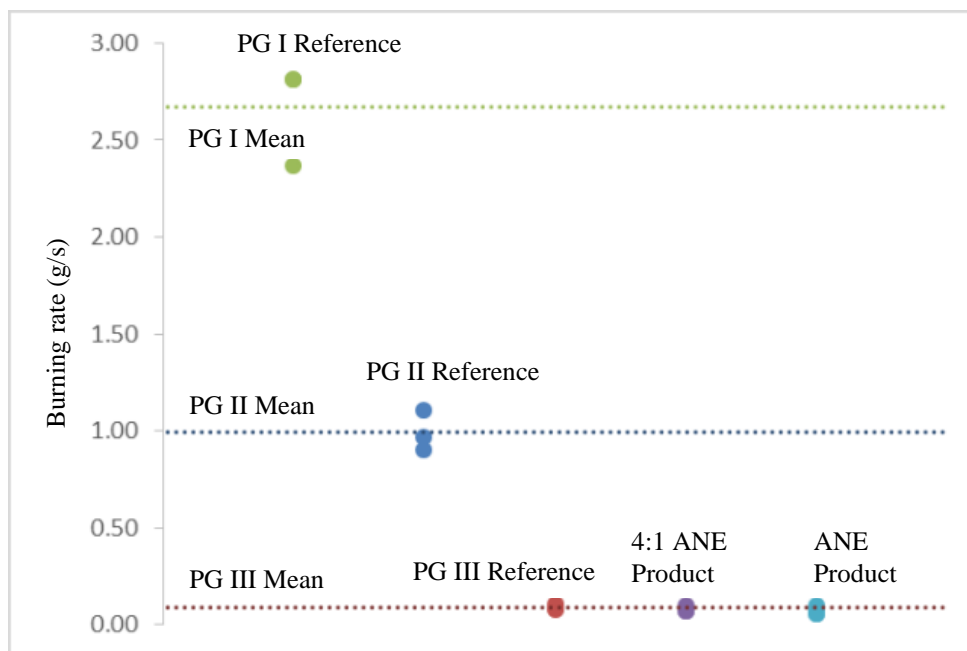 3.00
PG I Reference
2.50
PG I Mean
2.00
Burning rate (g/s)
1.50
PG II Reference
PG II Mean
1.00
0.50
4:1 ANE
Product
ANE
Product
PG III Mean
PG III Reference
0.00